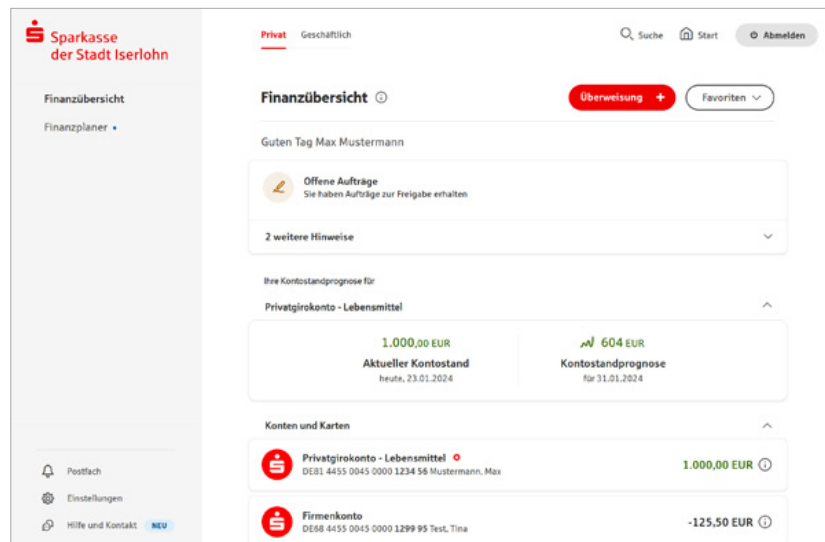 Sparkasse
der Stadt Iserlohn
Privat Geschäftlich
Suche Start Abmelden
Finanzübersicht
Finanzplaner
Finanzübersicht
Überweisung + Favoriten
Guten Tag Max Mustermann
Offene Aufträge
Sie haben Aufträge zur Freigabe erhalten
2 weitere Hinweise
Ihre Kontostandprognose für
Privatgirokonto - Lebensmittel
1.000,00 EUR
Aktueller Kontostand
heute, 23.01.2024
604 EUR
Kontostandprognose
für 31.01.2024
Konten und Karten
Privatgirokonto - Lebensmittel
DE81 4455 0045 0000 1234 56 Mustermann, Max
1.000,00 EUR
Firmenkonto
DE68 4455 0045 0000 1299 95 Test, Tina
-125,50 EUR
Postfach
Einstellungen
Hilfe und Kontakt NEU